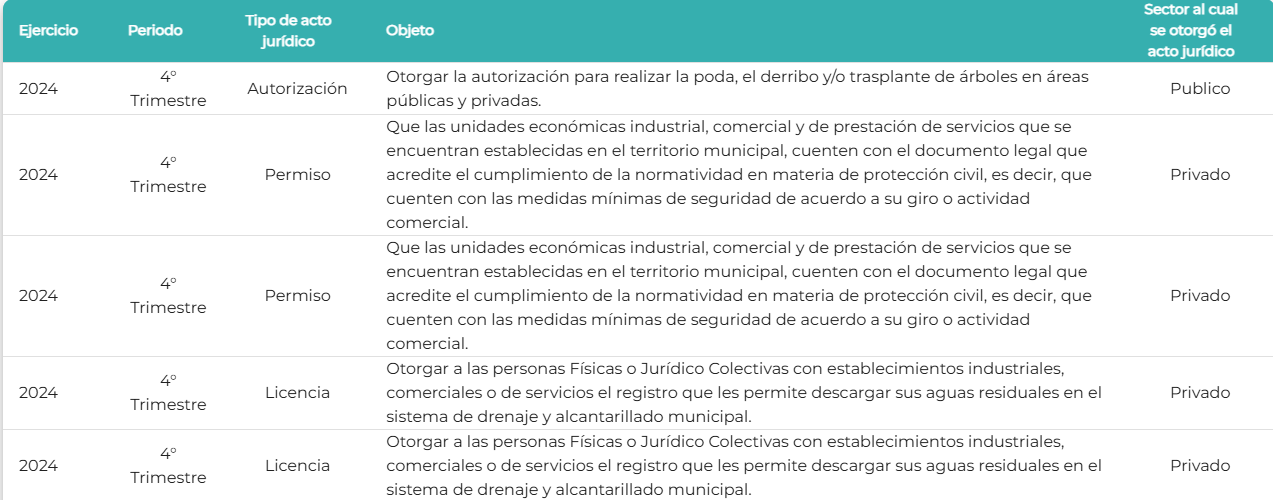 Ejercicio
Periodo
Tipo de acto
jurídico
Objeto
Sector al cual
se otorgó el
acto jurídico
2024
4°
Trimestre
Autorización
Otorgar la autorización para realizar la poda, el derribo y/o trasplante de árboles en áreas
públicas y privadas.
Publico
2024
4°
Trimestre
Permiso
Que las unidades económicas industrial, comercial y de prestación de servicios que se
encuentran establecidas en el territorio municipal, cuenten con el documento legal que
acredite el cumplimiento de la normatividad en materia de protección civil, es decir, que
cuenten con las medidas mínimas de seguridad de acuerdo a su giro o actividad
comercial.
Privado
2024
4°
Trimestre
Permiso
Que las unidades económicas industrial, comercial y de prestación de servicios que se
encuentran establecidas en el territorio municipal, cuenten con el documento legal que
acredite el cumplimiento de la normatividad en materia de protección civil, es decir, que
cuenten con las medidas mínimas de seguridad de acuerdo a su giro o actividad
comercial.
Privado
2024
4°
Trimestre
Licencia
Otorgar a las personas Físicas o Jurídico Colectivas con establecimientos industriales,
comerciales o de servicios el registro que les permite descargar sus aguas residuales en el
sistema de drenaje y alcantarillado municipal.
Privado
2024
4°
Trimestre
Licencia
Otorgar a las personas Físicas o Jurídico Colectivas con establecimientos industriales,
comerciales o de servicios el registro que les permite descargar sus aguas residuales en el
sistema de drenaje y alcantarillado municipal.
Privado